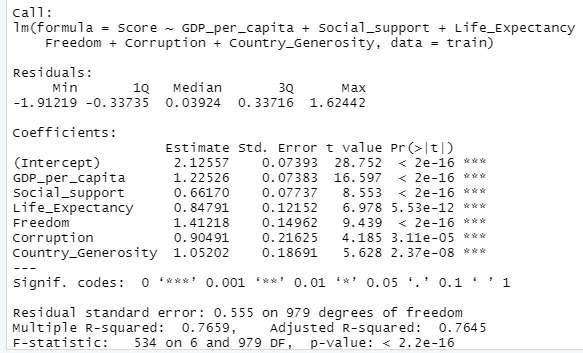 Call:
lm(formula = Score ~ GDP_per_capita + Social_support + Life_Expectancy
    Freedom + Corruption + Country_Generosity, data = train)
Residuals:
     Min       1Q   Median       3Q      Max
-1.91219 -0.33735  0.03924  0.33716  1.62442
Coefficients:
                   Estimate Std. Error t value Pr(>|t|)
(Intercept)         2.12557    0.07393  28.752  < 2e-16 ***
GDP_per_capita      1.22526    0.07383  16.597  < 2e-16 ***
Social_support      0.66170    0.07737   8.553  < 2e-16 ***
Life_Expectancy     0.84791    0.12152   6.978 5.53e-12 ***
Freedom             1.41218    0.14962   9.439  < 2e-16 ***
Corruption          0.90491    0.21625   4.185 3.11e-05 ***
Country_Generosity  1.05202    0.18691   5.628 2.37e-08 ***
---
Signif. codes:  0 ‘***’ 0.001 ‘**’ 0.01 ‘*’ 0.05 ‘.’ 0.1 ‘ ’ 1
Residual standard error: 0.555 on 979 degrees of freedom
Multiple R-squared:  0.7659,    Adjusted R-squared:  0.7645
F-statistic:   534 on 6 and 979 DF,  p-value: < 2.2e-16